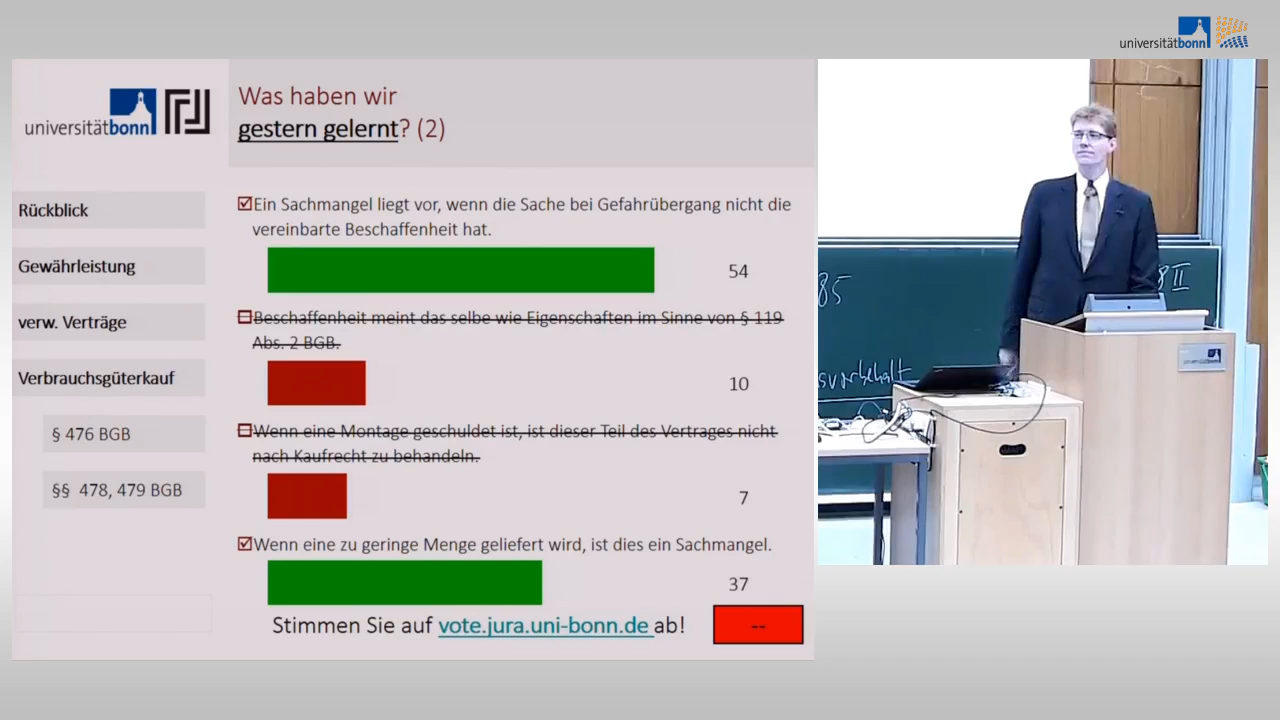 universitätbonn
universitätbonn
Was haben wir
gestern gelernt? (2)
Rückblick
Gewährleistung
verw. Verträge
Verbrauchsgüterkauf
§ 476 BGB
§§ 478, 479 BGB
Ein Sachmangel liegt vor, wenn die Sache bei Gefahrübergang nicht die
vereinbarte Beschaffenheit hat.
54
Beschaffenheit meint das selbe wie Eigenschaften im Sinne von § 119
Abs. 2 BGB.
10
Wenn eine Montage geschuldet ist, ist dieser Teil des Vertrages nicht
nach Kaufrecht zu behandeln.
7
Wenn eine zu geringe Menge geliefert wird, ist dies ein Sachmangel.
37
Stimmen Sie auf vote.jura.uni-bonn.de ab!
--